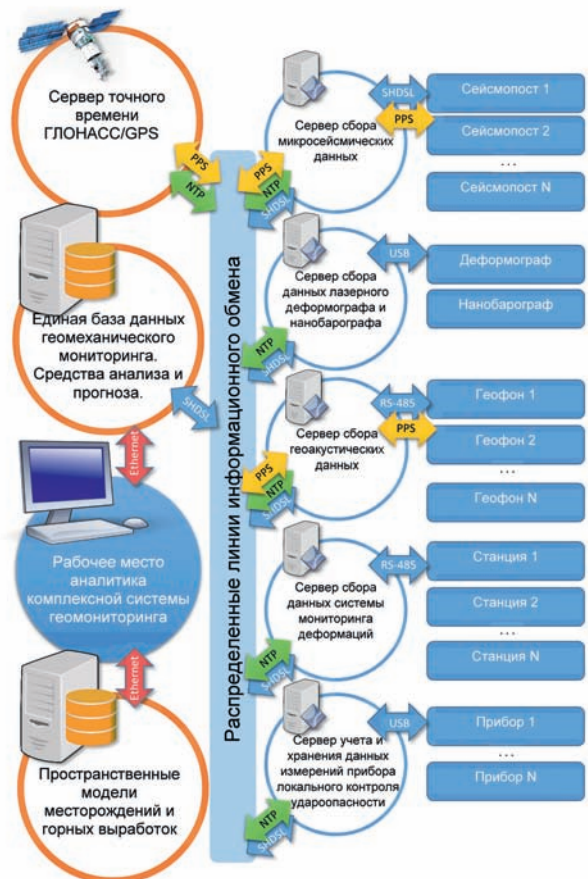 Сервер точного
времени
ГЛОНАСС/GPS
PPS
NTP
Единая база данных
геомеханического
мониторинга.
Средства анализа и
прогноза.
SHDSL
Ethernet
Рабочее место
аналитика
комплексной системы
геомониторинга
Ethernet
Пространственные
модели
месторождений и
горных выработок
Распределенные линии информационного обмена
Сервер сбора
микросейсмических
данных
PPS
NTP
SHDSL
SHDSL
PPS
Сейсмопост 1
Сейсмопост 2
...
Сейсмопост N
Сервер сбора
данных лазерного
деформографа и
нанобарографа
NTP
SHDSL
USB
Деформограф
Нанобарограф
Сервер сбора
геоакустических
данных
PPS
NTP
SHDSL
RS-485
PPS
Геофон 1
Геофон 2
...
Геофон N
Сервер сбора
данных системы
мониторинга
деформаций
NTP
SHDSL
RS-485
Станция 1
Станция 2
...
Станция N
Сервер учета и
хранения данных
измерений прибора
локального контроля
удароопасности
NTP
SHDSL
USB
Прибор 1
...
Прибор N